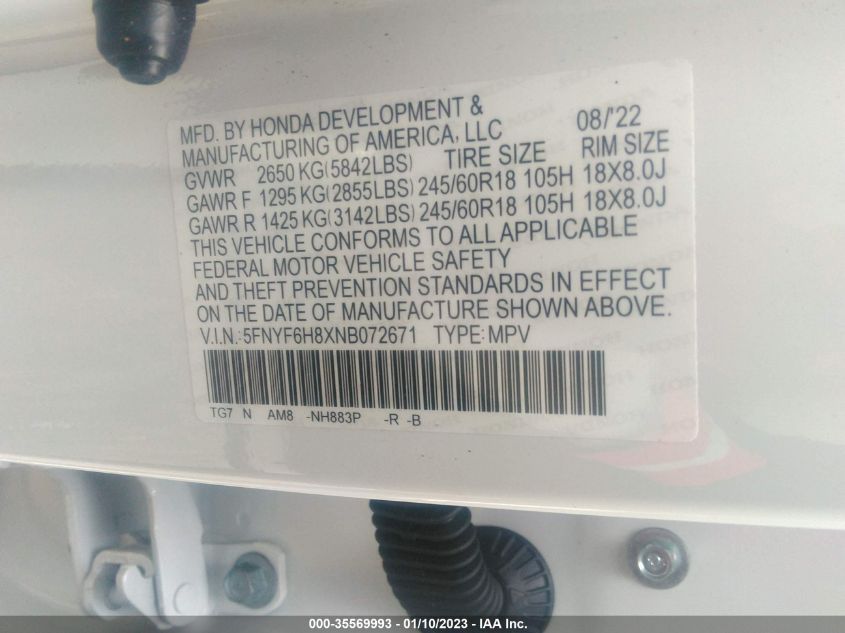 MFD. BY HONDA DEVELOPMENT & 08/'22
MANUFACTURING OF AMERICA, LLC
GVWR 2650 KG(5842LBS) TIRE SIZE RIM SIZE
GAWR F 1295 KG(2855LBS) 245/60R18 105H 18X8.0J
GAWR R 1425 KG(3142LBS) 245/60R18 105H 18X8.0J
THIS VEHICLE CONFORMS TO ALL APPLICABLE
FEDERAL MOTOR VEHICLE SAFETY
AND THEFT PREVENTION STANDARDS IN EFFECT
ON THE DATE OF MANUFACTURE SHOWN ABOVE.
V.I.N.: 5FNYF6H8XNB072671 TYPE: MPV
TG7 N AM8 -NH883P -R -B
000-35569993 — 01/10/2023 — IAA Inc.